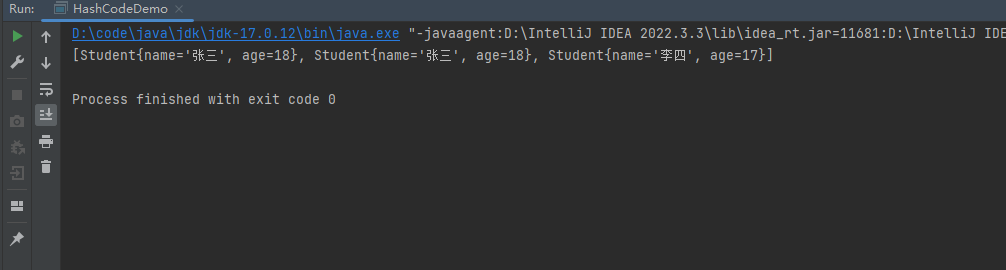 Run: HashCodeDemo ×
D:\code\java\jdk\jdk-17.0.12\bin\java.exe "-javaagent:D:\IntelliJ IDEA 2022.3.3\lib\idea_rt.jar=11681:D:\IntelliJ IDE
[Student{name='张三', age=18}, Student{name='张三', age=18}, Student{name='李四', age=17}]
Process finished with exit code 0